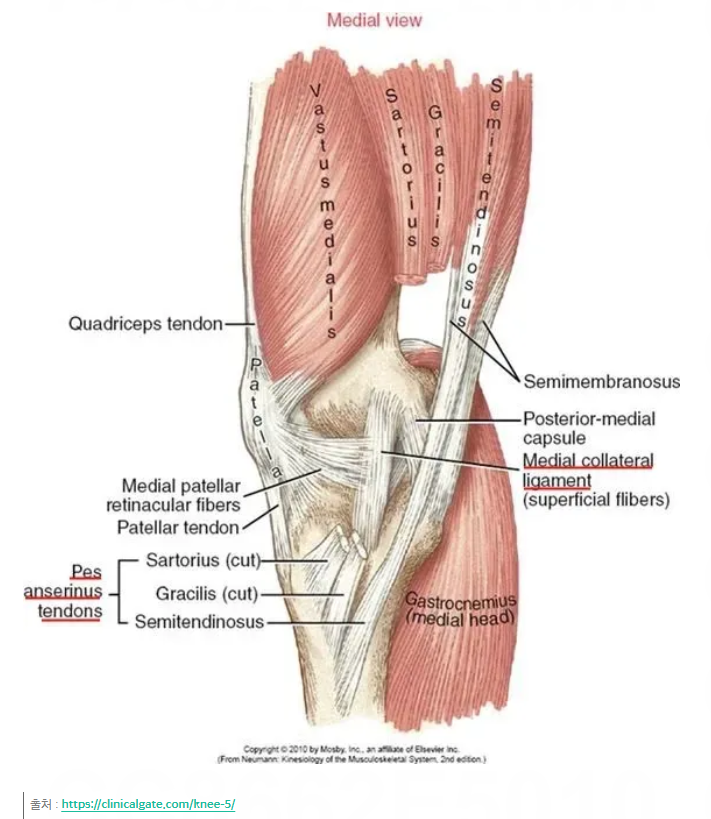 Medial view
Vastus medialis
Sartorius
Gracilis
Semitendinosus
Quadriceps tendon
Patella
Semimembranosus
Posterior-medial
capsule
Medial collateral
ligament
(superficial flibers)
Medial patellar
retinacular fibers
Patellar tendon
Pes
anserinus
tendons
Sartorius (cut)
Gracilis (cut)
Semitendinosus
Gastrocnemius
(medial head)
Copyright © 2010 by Mosby, Inc., an affiliate of Elsevier Inc.
(From Neumann: Kinesiology of the Musculoskeletal System, 2nd edition.)
출처 : https://clinicalgate.com/knee-5/